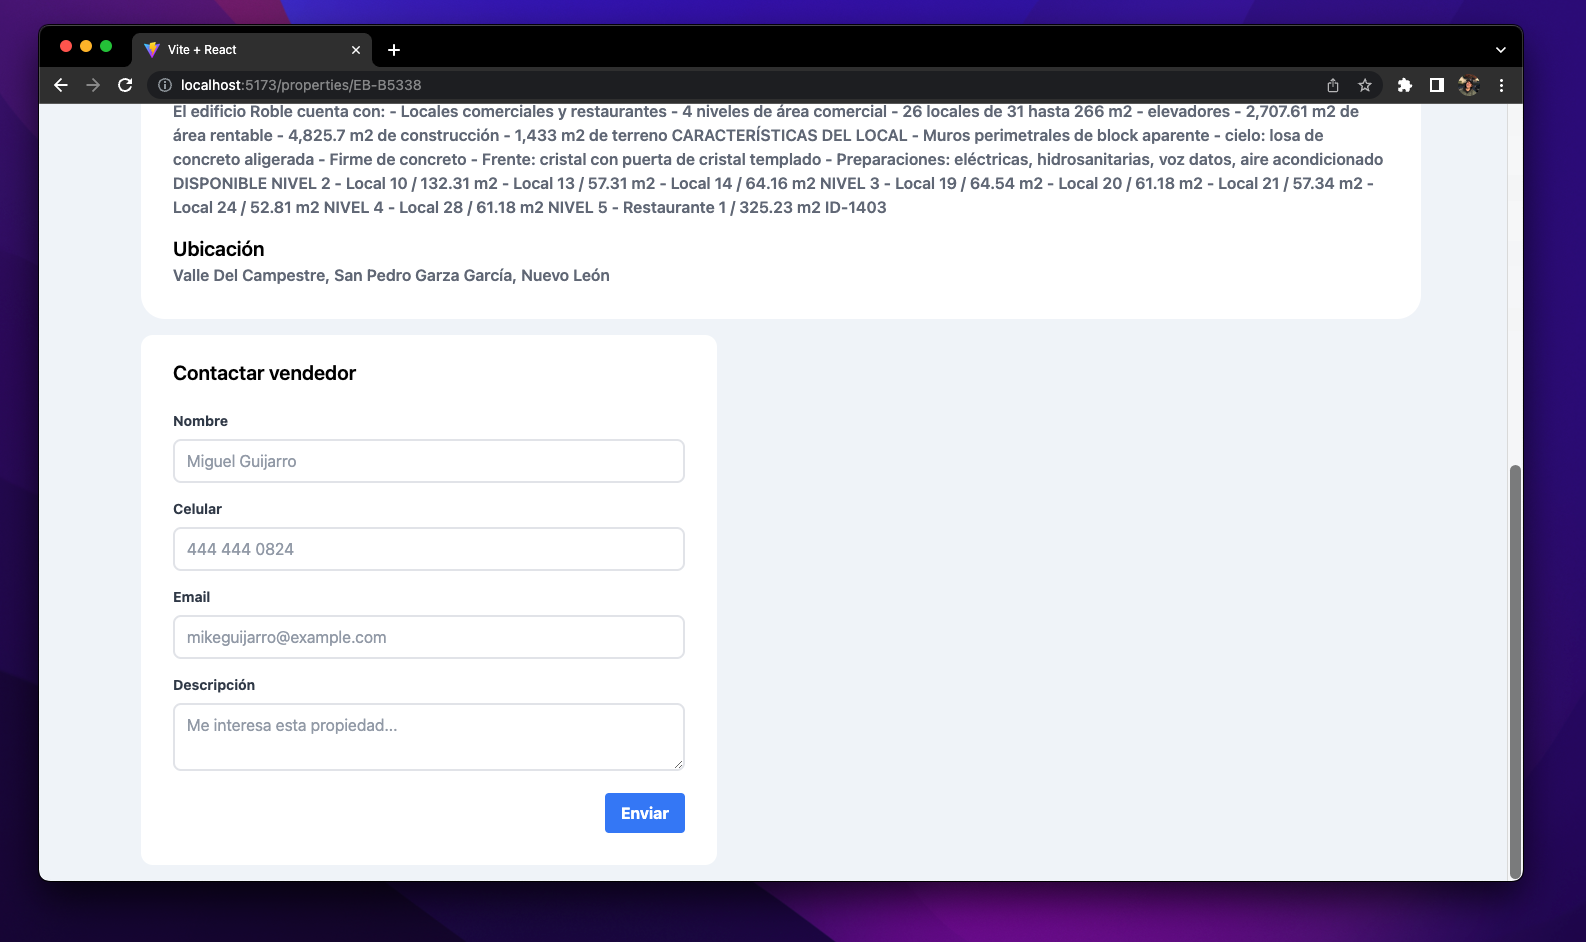 Vite + React
localhost:5173/properties/EB-B5338
El edificio Roble cuenta con: - Locales comerciales y restaurantes - 4 niveles de área comercial - 26 locales de 31 hasta 266 m2 - elevadores - 2,707.61 m2 de
área rentable - 4,825.7 m2 de construcción - 1,433 m2 de terreno CARACTERÍSTICAS DEL LOCAL - Muros perimetrales de block aparente - cielo: losa de
concreto aligerada - Firme de concreto - Frente: cristal con puerta de cristal templado - Preparaciones: eléctricas, hidrosanitarias, voz datos, aire acondicionado
DISPONIBLE NIVEL 2 - Local 10 / 132.31 m2 - Local 13 / 57.31 m2 - Local 14 / 64.16 m2 NIVEL 3 - Local 19 / 64.54 m2 - Local 20 / 61.18 m2 - Local 21 / 57.34 m2 -
Local 24 / 52.81 m2 NIVEL 4 - Local 28 / 61.18 m2 NIVEL 5 - Restaurante 1 / 325.23 m2 ID-1403
Ubicación
Valle Del Campestre, San Pedro Garza García, Nuevo León
Contactar vendedor
Nombre
Miguel Guijarro
Celular
444 444 0824
Email
mikeguijarro@example.com
Descripción
Me interesa esta propiedad...
Enviar